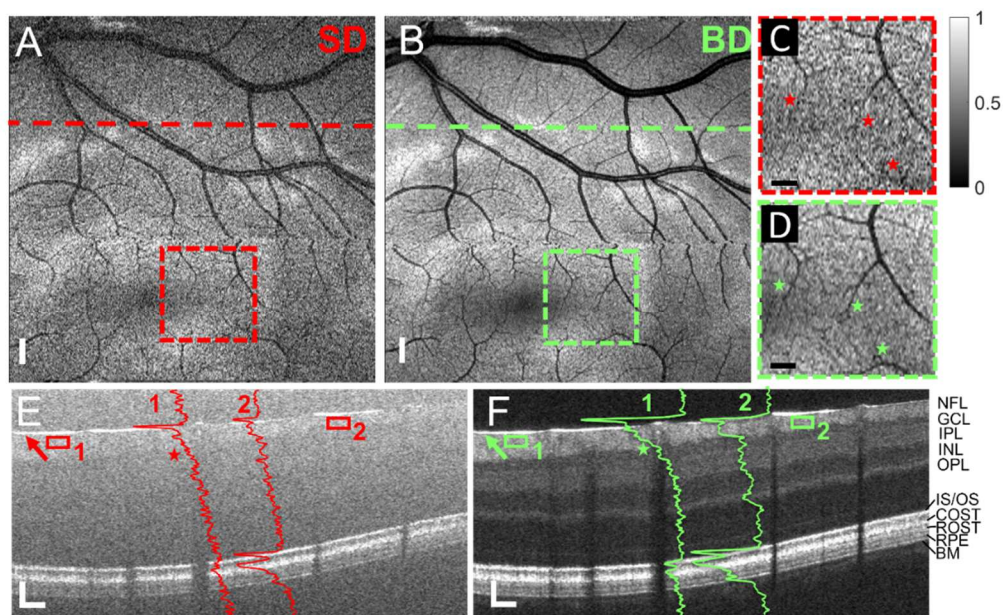 A SD
B BD
C
1
0.5
0
D
E 1 2
1
2
F 1 2
1
2
NFL
GCL
IPL
INL
OPL
IS/OS
COST
ROST
RPE
BM